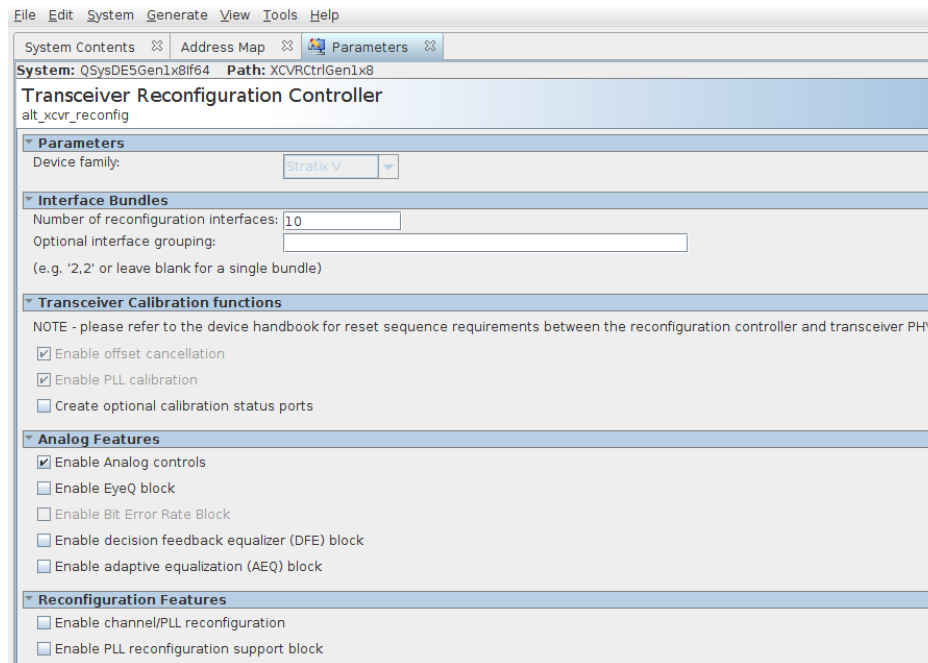 File Edit System Generate View Tools Help
System Contents Address Map Parameters
System: QSysDE5Gen1x8If64 Path: XCVRCtrlGen1x8
Transceiver Reconfiguration Controller
alt_xcvr_reconfig
Parameters
Device family: Stratix V
Interface Bundles
Number of reconfiguration interfaces: 10
Optional interface grouping:
(e.g. '2,2' or leave blank for a single bundle)
Transceiver Calibration functions
NOTE - please refer to the device handbook for reset sequence requirements between the reconfiguration controller and transceiver PHY
Enable offset cancellation
Enable PLL calibration
Create optional calibration status ports
Analog Features
Enable Analog controls
Enable EyeQ block
Enable Bit Error Rate Block
Enable decision feedback equalizer (DFE) block
Enable adaptive equalization (AEQ) block
Reconfiguration Features
Enable channel/PLL reconfiguration
Enable PLL reconfiguration support block